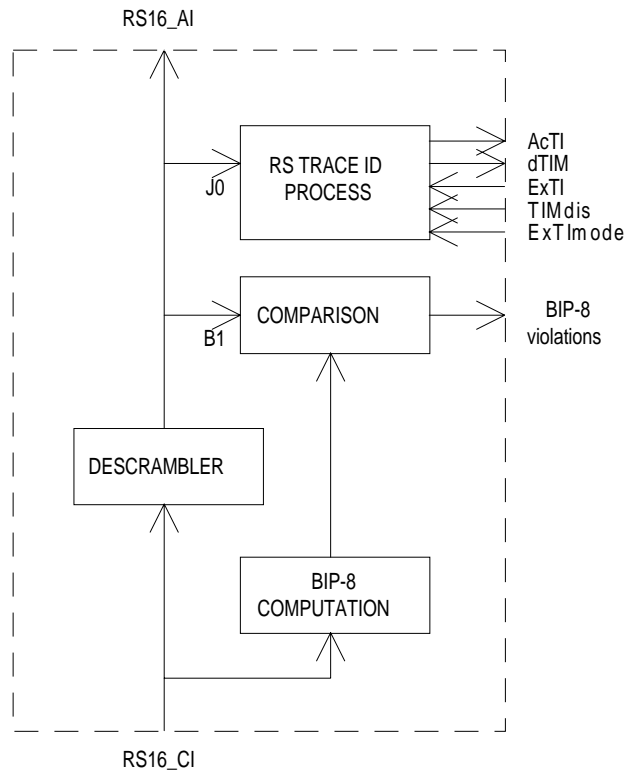 RS16_AI
RS TRACE ID
PROCESS
J0
AcTI
dTIM
ExTI
TIMdis
ExTImode
COMPARISON
B1
BIP-8
violations
DESCRAMBLER
BIP-8
COMPUTATION
RS16_CI